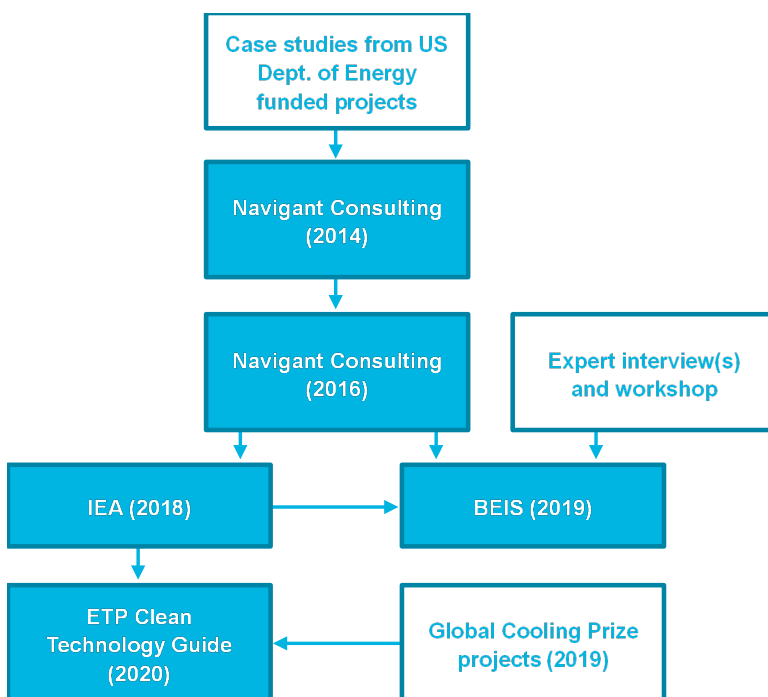 Case studies from US
Dept. of Energy
funded projects
Navigant Consulting
(2014)
Navigant Consulting
(2016)
Expert interview(s)
and workshop
IEA (2018)
BEIS (2019)
ETP Clean
Technology Guide
(2020)
Global Cooling Prize
projects (2019)